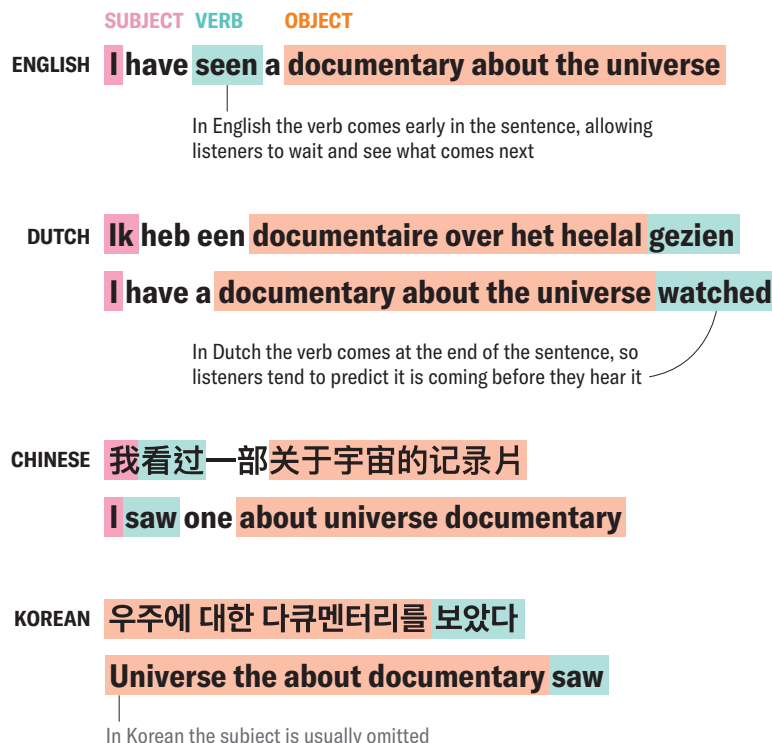 SUBJECT VERB OBJECT
ENGLISH I have seen a documentary about the universe
In English the verb comes early in the sentence, allowing
listeners to wait and see what comes next
DUTCH Ik heb een documentaire over het heelal gezien
I have a documentary about the universe watched
In Dutch the verb comes at the end of the sentence, so
listeners tend to predict it is coming before they hear it
CHINESE 我看过一部关于宇宙的记录片
I saw one about universe documentary
KOREAN 우주에 대한 다큐멘터리를 보았다
Universe the about documentary saw
In Korean the subject is usually omitted